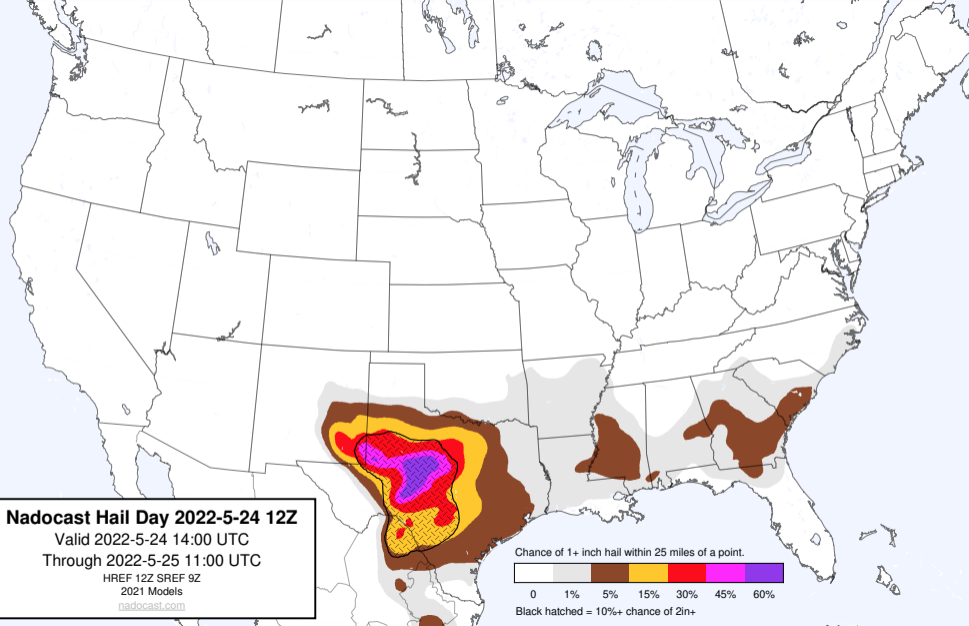 Nadocast Hail Day 2022-5-24 12Z
Valid 2022-5-24 14:00 UTC
Through 2022-5-25 11:00 UTC
HREF 12Z SREF 9Z
2021 Models
nadocast.com
Chance of 1+ inch hail within 25 miles of a point.
0 1% 5% 15% 30% 45% 60%
Black hatched = 10%+ chance of 2in+